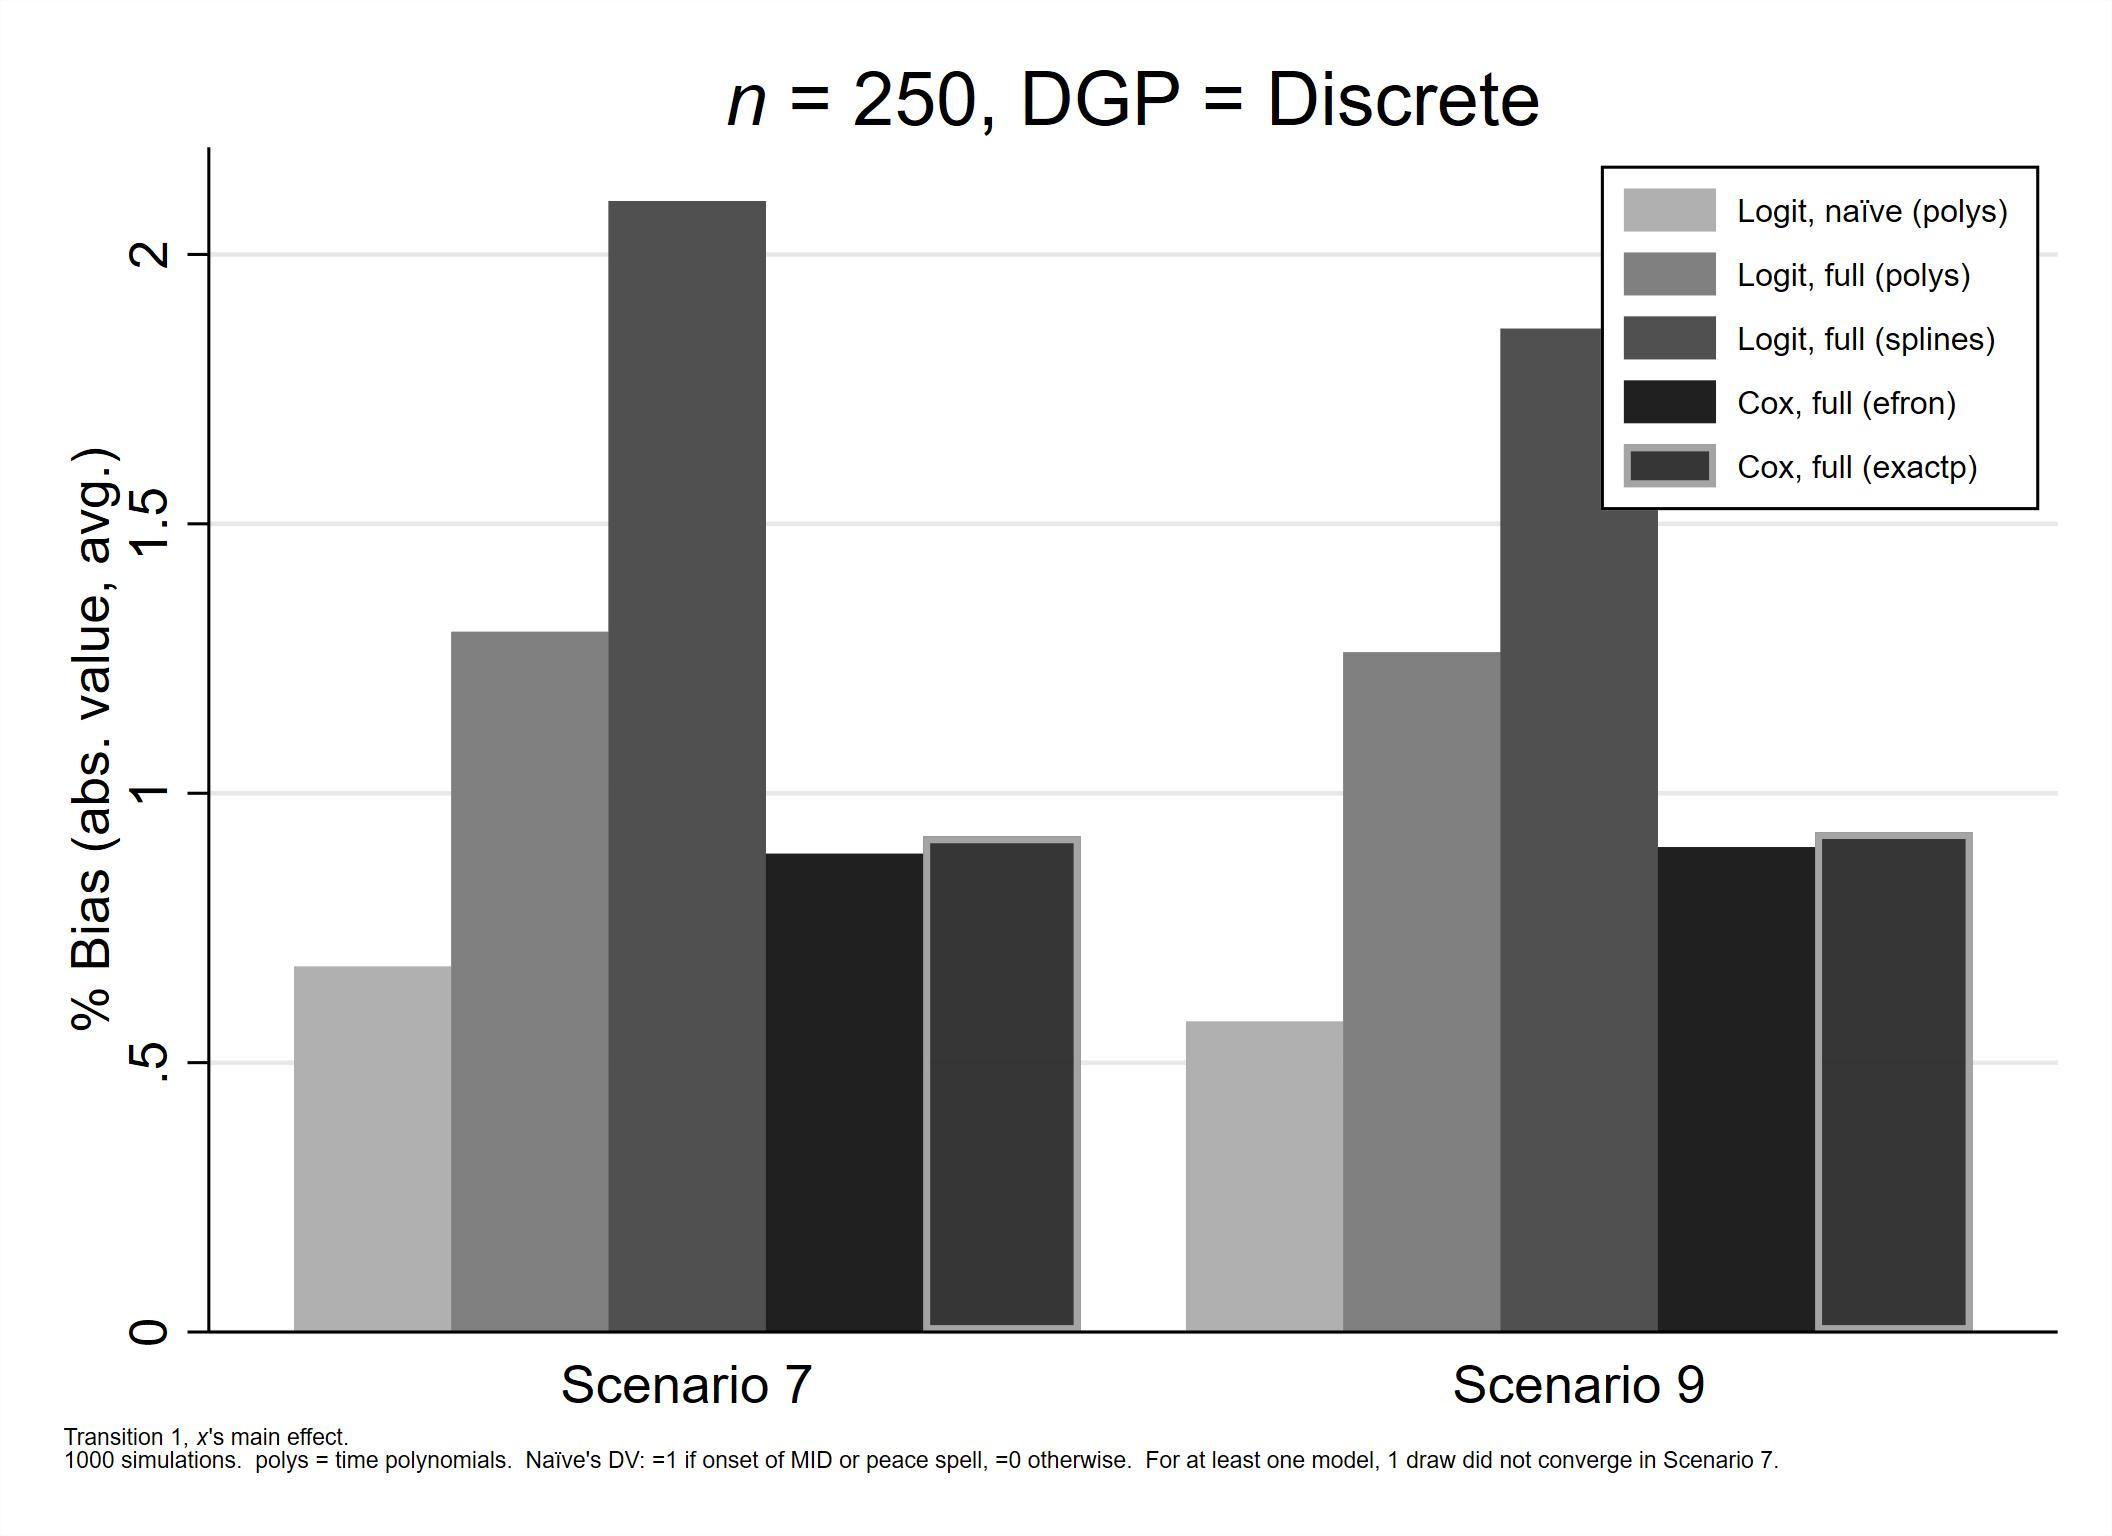 n = 250, DGP = Discrete
% Bias (abs. value, avg.)
2
1.5
1
.5
0
Logit, naïve (polys)
Logit, full (polys)
Logit, full (splines)
Cox, full (efron)
Cox, full (exactp)
Scenario 7
Scenario 9
Transition 1, x's main effect.
1000 simulations.  polys = time polynomials.  Naïve's DV: =1 if onset of MID or peace spell, =0 otherwise.  For at least one model, 1 draw did not converge in Scenario 7.